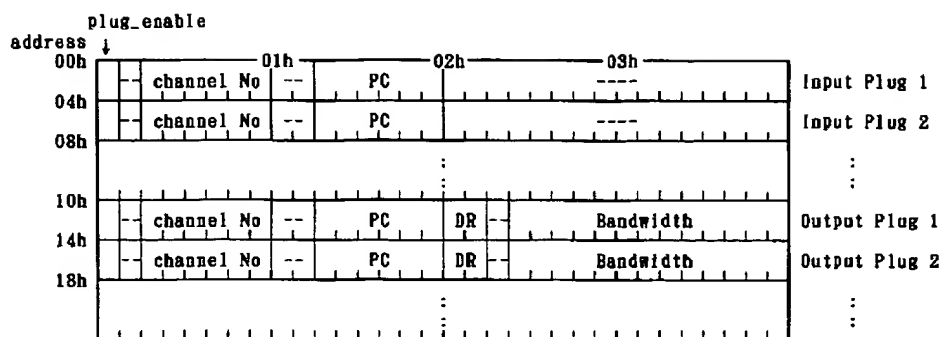 plug_enable
address
00h 01h 02h 03h
-- channel No -- PC ---- Input Plug 1
04h
-- channel No -- PC ---- Input Plug 2
08h
10h
-- channel No -- PC DR -- Bandwidth Output Plug 1
14h
-- channel No -- PC DR -- Bandwidth Output Plug 2
18h